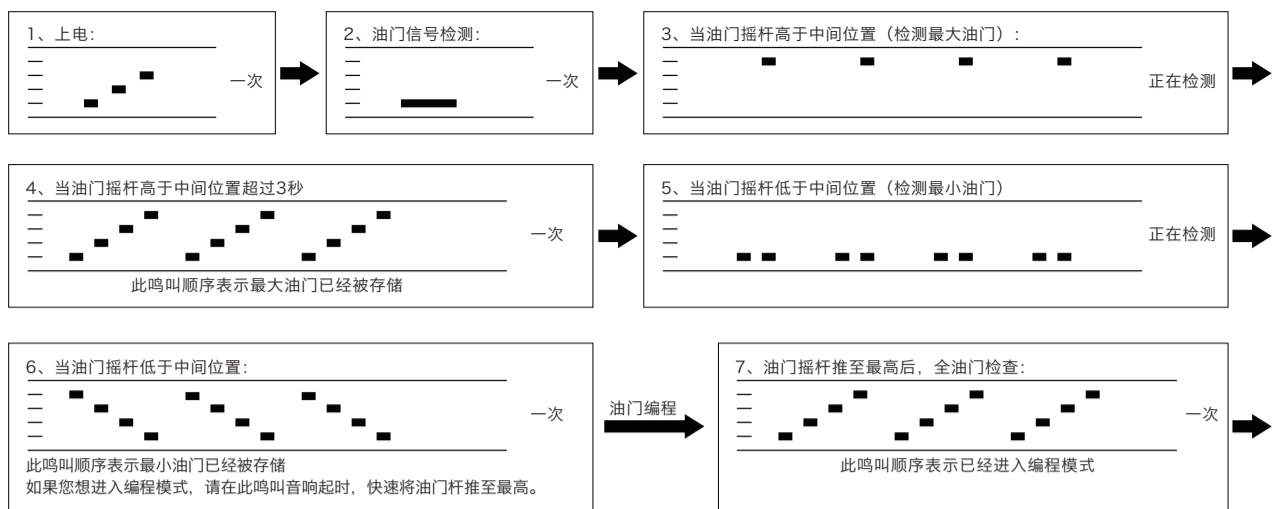 1、上电：
一次
2、油门信号检测：
一次
3、当油门摇杆高于中间位置（检测最大油门）：
正在检测
4、当油门摇杆高于中间位置超过3秒
一次
此鸣叫顺序表示最大油门已经被存储
5、当油门摇杆低于中间位置（检测最小油门）
正在检测
6、当油门摇杆低于中间位置：
一次
此鸣叫顺序表示最小油门已经被存储
如果您想进入编程模式，请在此鸣叫音响起时，快速将油门杆推至最高。
油门编程
7、油门摇杆推至最高后，全油门检查：
一次
此鸣叫顺序表示已经进入编程模式